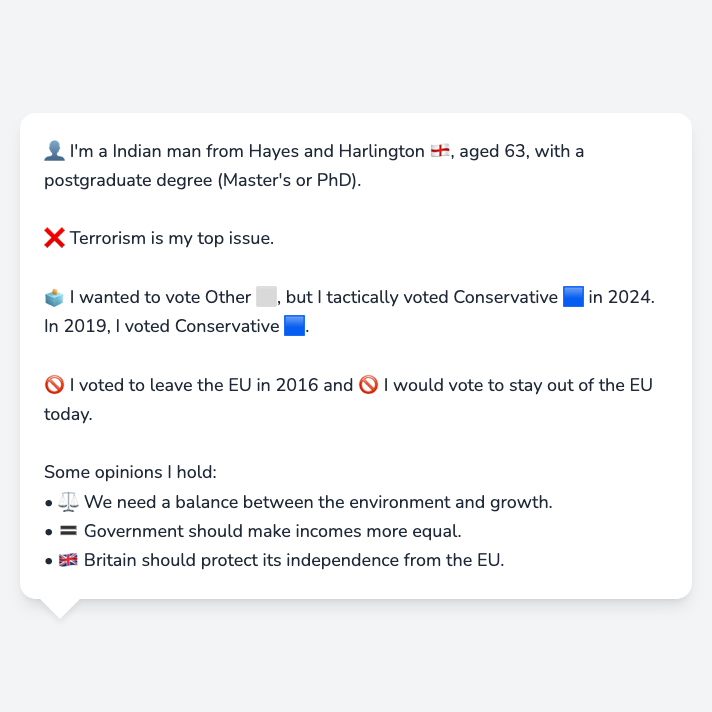 👤 I'm a Indian man from Hayes and Harlington 🏴󠁧󠁢󠁥󠁮󠁧󠁿, aged 63, with a
postgraduate degree (Master's or PhD).
❌ Terrorism is my top issue.
🗳️ I wanted to vote Other ⬜, but I tactically voted Conservative 🟦 in 2024.
In 2019, I voted Conservative 🟦.
🚫 I voted to leave the EU in 2016 and 🚫 I would vote to stay out of the EU
today.
Some opinions I hold:
• ⚖️ We need a balance between the environment and growth.
• 🟰 Government should make incomes more equal.
• 🇬🇧 Britain should protect its independence from the EU.